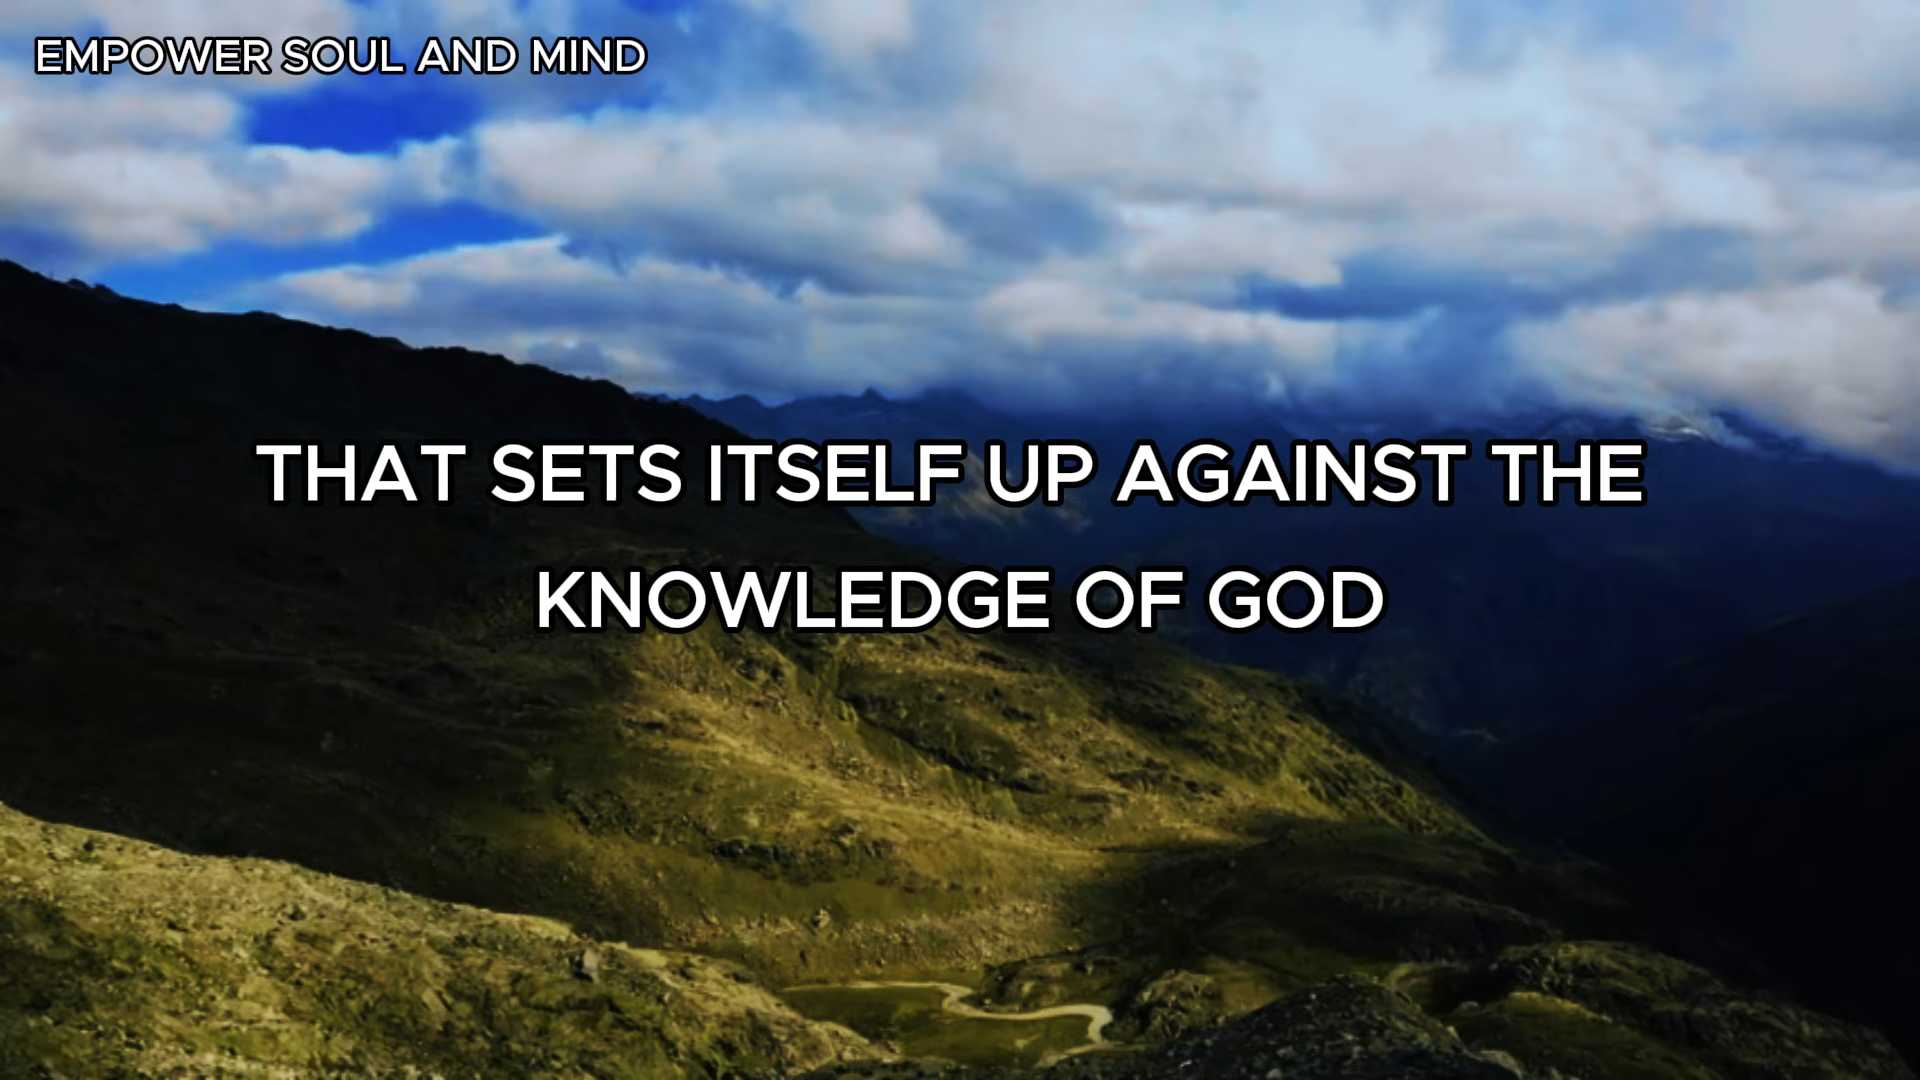 EMPOWER SOUL AND MIND
THAT SETS ITSELF UP AGAINST THE
KNOWLEDGE OF GOD